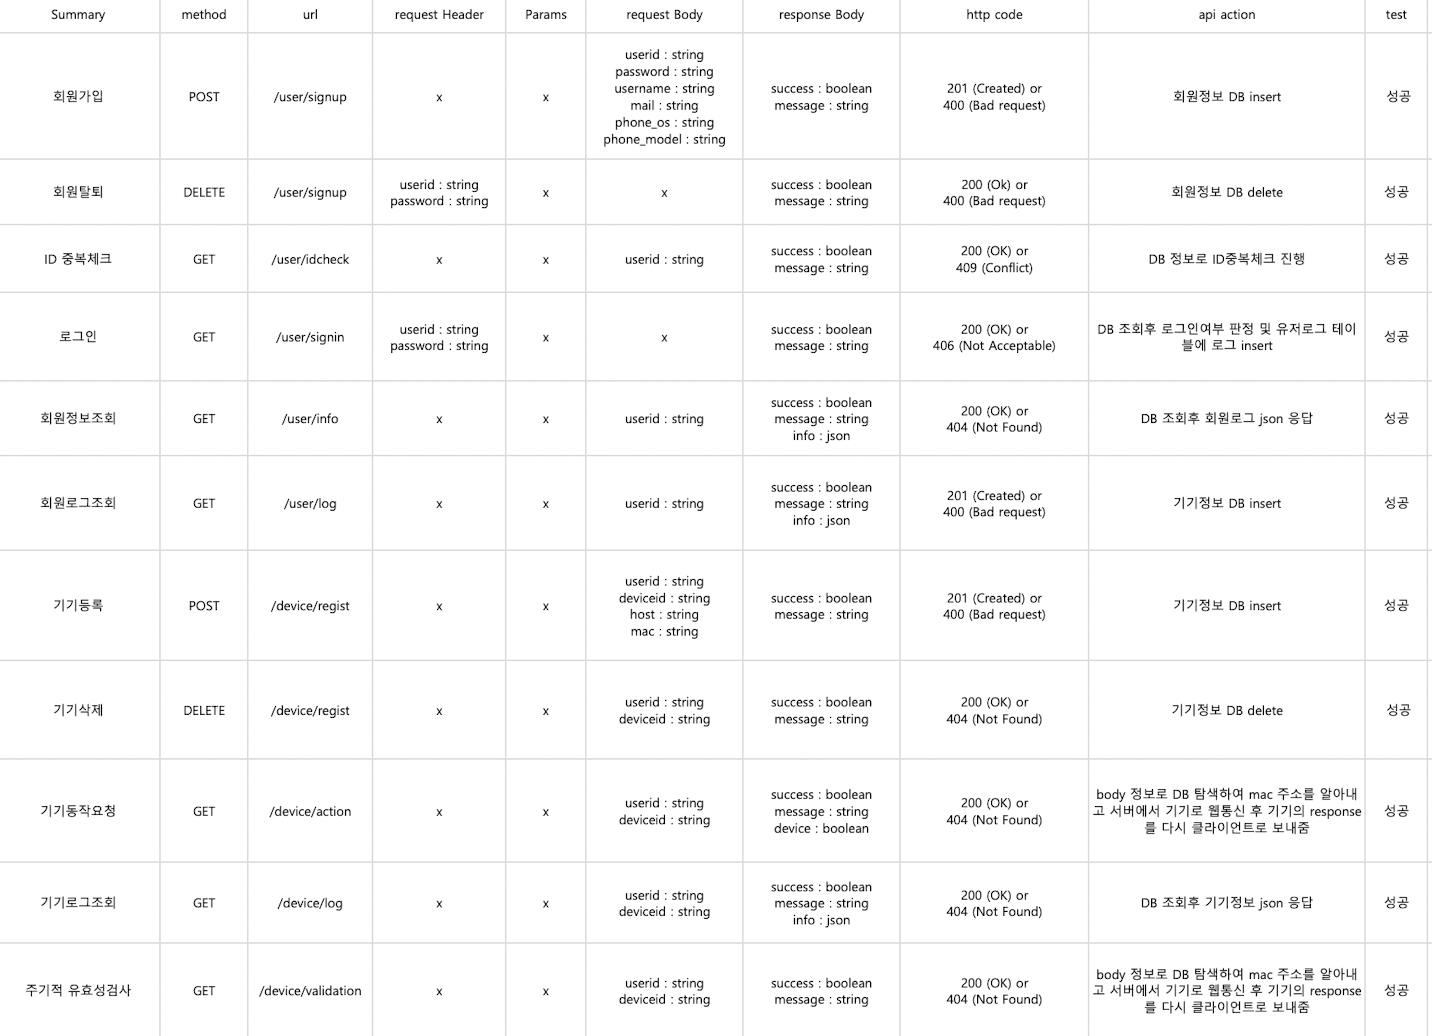 Summary method url request Header Params request Body response Body http code api action test
회원가입 POST /user/signup x x
userid : string
password : string
username : string
mail : string
phone_os : string
phone_model : string
success : boolean
message : string
201 (Created) or
400 (Bad request)
회원정보 DB insert 성공
회원탈퇴 DELETE /user/signup
userid : string
password : string
x x
success : boolean
message : string
200 (Ok) or
400 (Bad request)
회원정보 DB delete 성공
ID 중복체크 GET /user/idcheck x x userid : string
success : boolean
message : string
200 (OK) or
409 (Conflict)
DB 정보로 ID중복체크 진행 성공
로그인 GET /user/signin
userid : string
password : string
x x
success : boolean
message : string
200 (OK) or
406 (Not Acceptable)
DB 조회후 로그인여부 판정 및 유저로그 테이
블에 로그 insert
성공
회원정보조회 GET /user/info x x userid : string
success : boolean
message : string
info : json
200 (OK) or
404 (Not Found)
DB 조회후 회원로그 json 응답 성공
회원로그조회 GET /user/log x x userid : string
success : boolean
message : string
info : json
201 (Created) or
400 (Bad request)
기기정보 DB insert 성공
기기등록 POST /device/regist x x
userid : string
deviceid : string
host : string
mac : string
success : boolean
message : string
201 (Created) or
400 (Bad request)
기기정보 DB insert 성공
기기삭제 DELETE /device/regist x x
userid : string
deviceid : string
success : boolean
message : string
200 (OK) or
404 (Not Found)
기기정보 DB delete 성공
기기동작요청 GET /device/action x x
userid : string
deviceid : string
success : boolean
message : string
device : boolean
200 (OK) or
404 (Not Found)
body 정보로 DB 탐색하여 mac 주소를 알아내
고 서버에서 기기로 웹통신 후 기기의 response
를 다시 클라이언트로 보내줌
성공
기기로그조회 GET /device/log x x
userid : string
deviceid : string
success : boolean
message : string
info : json
200 (OK) or
404 (Not Found)
DB 조회후 기기정보 json 응답 성공
주기적 유효성검사 GET /device/validation x x
userid : string
deviceid : string
success : boolean
message : string
200 (OK) or
404 (Not Found)
body 정보로 DB 탐색하여 mac 주소를 알아내
고 서버에서 기기로 웹통신 후 기기의 response
를 다시 클라이언트로 보내줌
성공